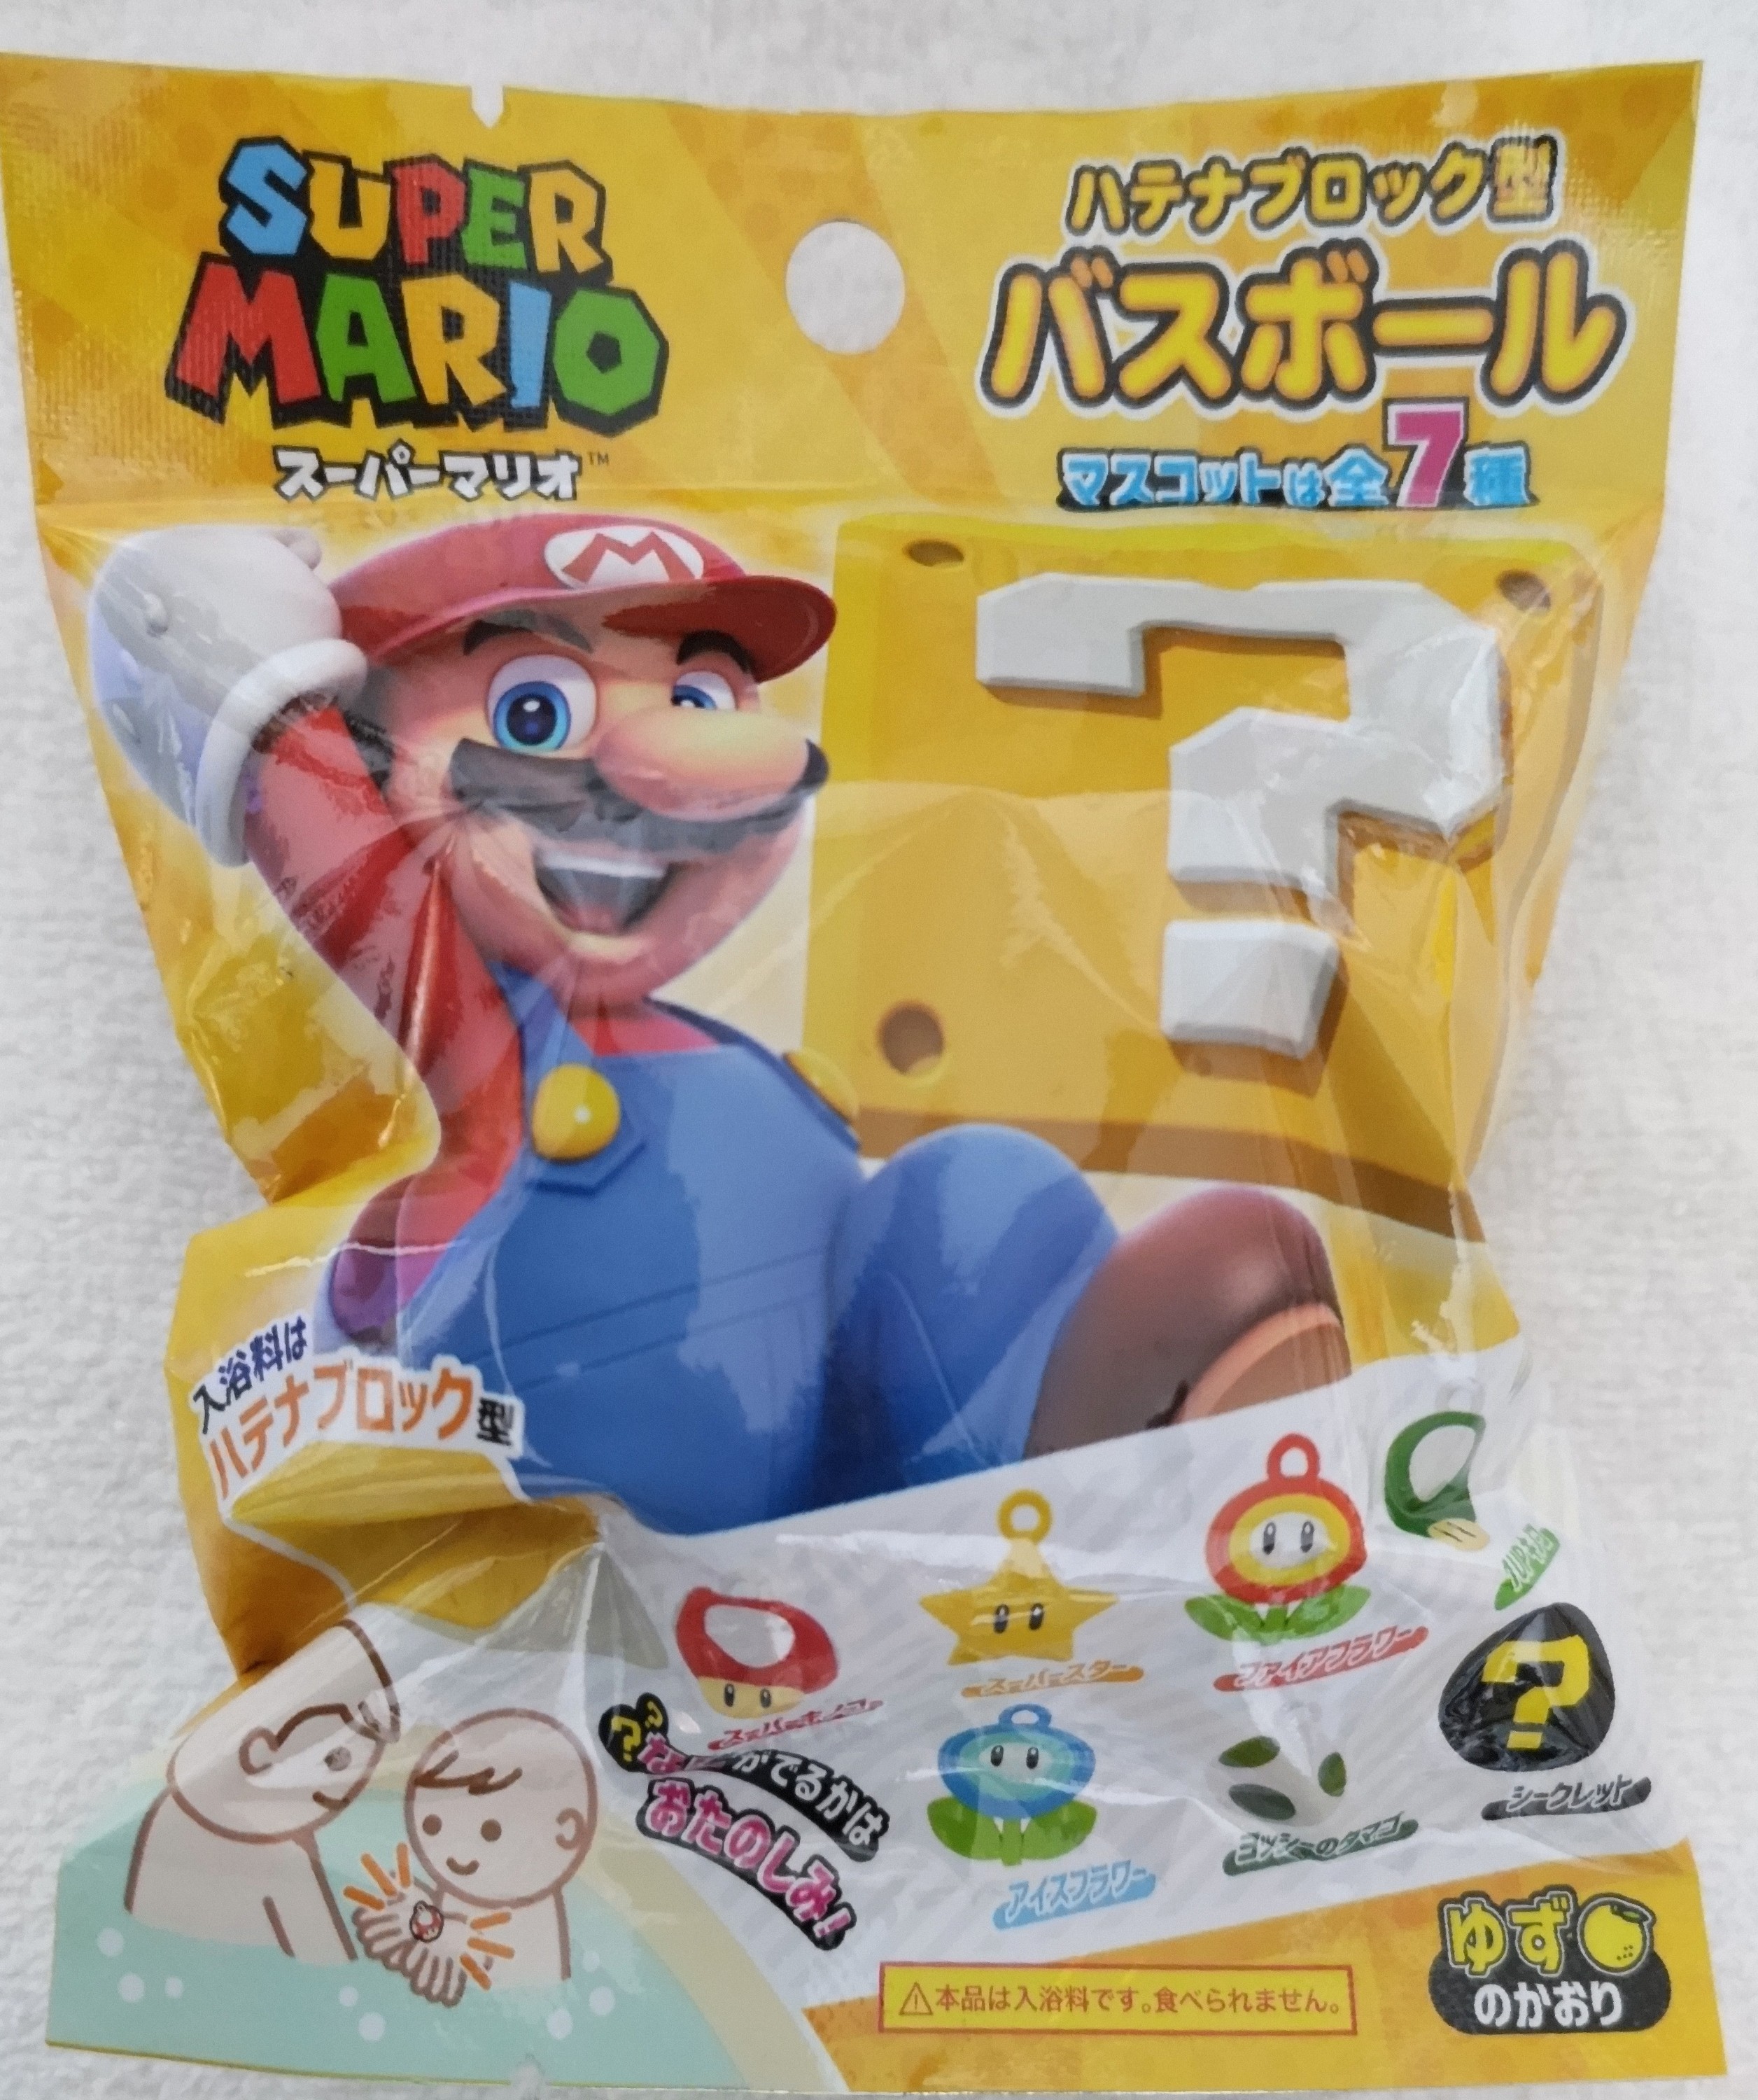 SUPER
MARIO
スーパーマリオ™
ハテナブロック型
バスボール
マスコットは全7種
M
?
入浴料は
ハテナブロック型
1UPキノコ
スーパーキノコ
スーパースター
ファイアフラワー
?
シークレット
??
なにがでるかは
おたのしみ!
アイスフラワー
ヨッシーのタマゴ
ゆず
のかおり
⚠本品は入浴料です。食べられません。